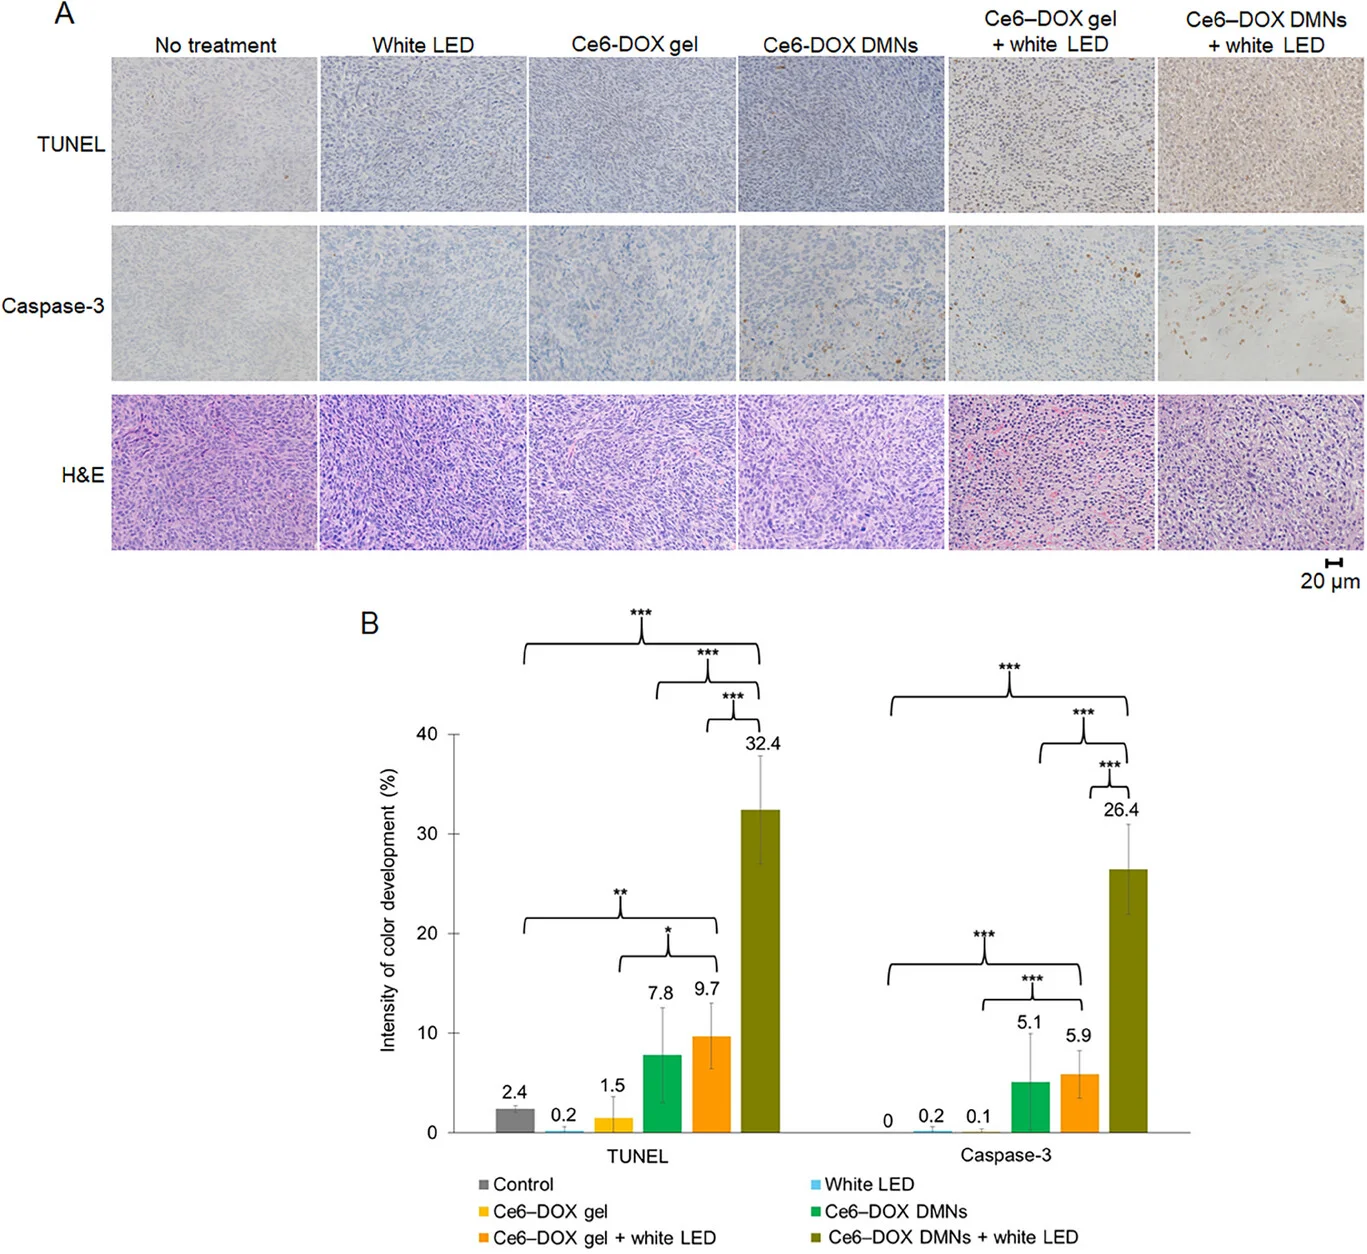 A
No treatment
White LED
Ce6-DOX gel
Ce6-DOX DMNs
Ce6–DOX gel
+ white LED
Ce6–DOX DMNs
+ white LED
TUNEL
Caspase-3
H&E
20 µm
B
***
***
***
32.4
**
*
7.8
9.7
2.4
0.2
1.5
***
***
***
26.4
***
***
5.1
5.9
0
0.2
0.1
Intensity of color development (%)
40
30
20
10
0
TUNEL
Caspase-3
Control
White LED
Ce6–DOX gel
Ce6–DOX DMNs
Ce6–DOX gel + white LED
Ce6–DOX DMNs + white LED